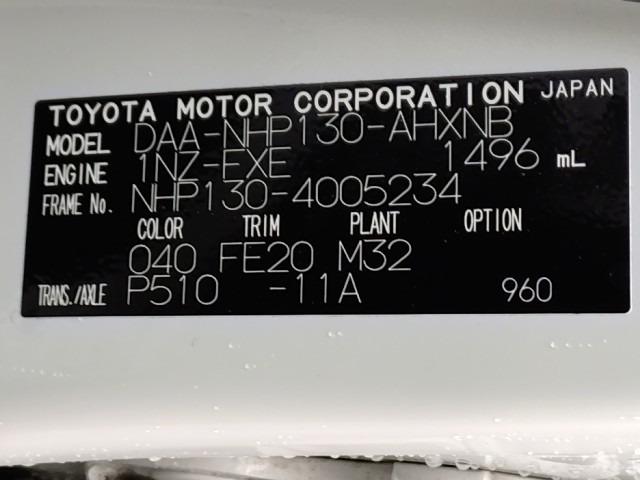 TOYOTA MOTOR CORPORATION JAPAN
MODEL DAA-NHP130-AHXNB
ENGINE 1NZ-FXE 1496 mL
FRAME No. NHP130-4005234
COLOR TRIM PLANT OPTION
040 FE20 M32
TRANS./AXLE P510 -11A 960